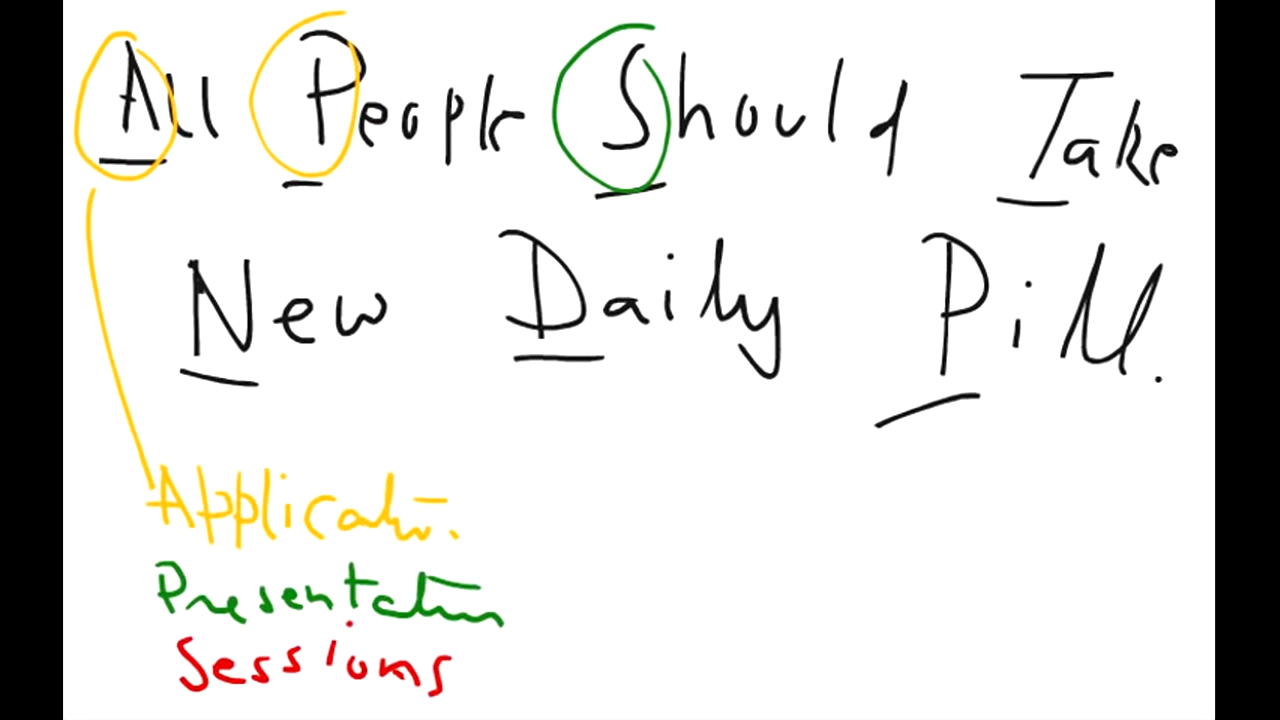 All People Should Take
New Daily Pill.
Application.
Presentation
Sessions